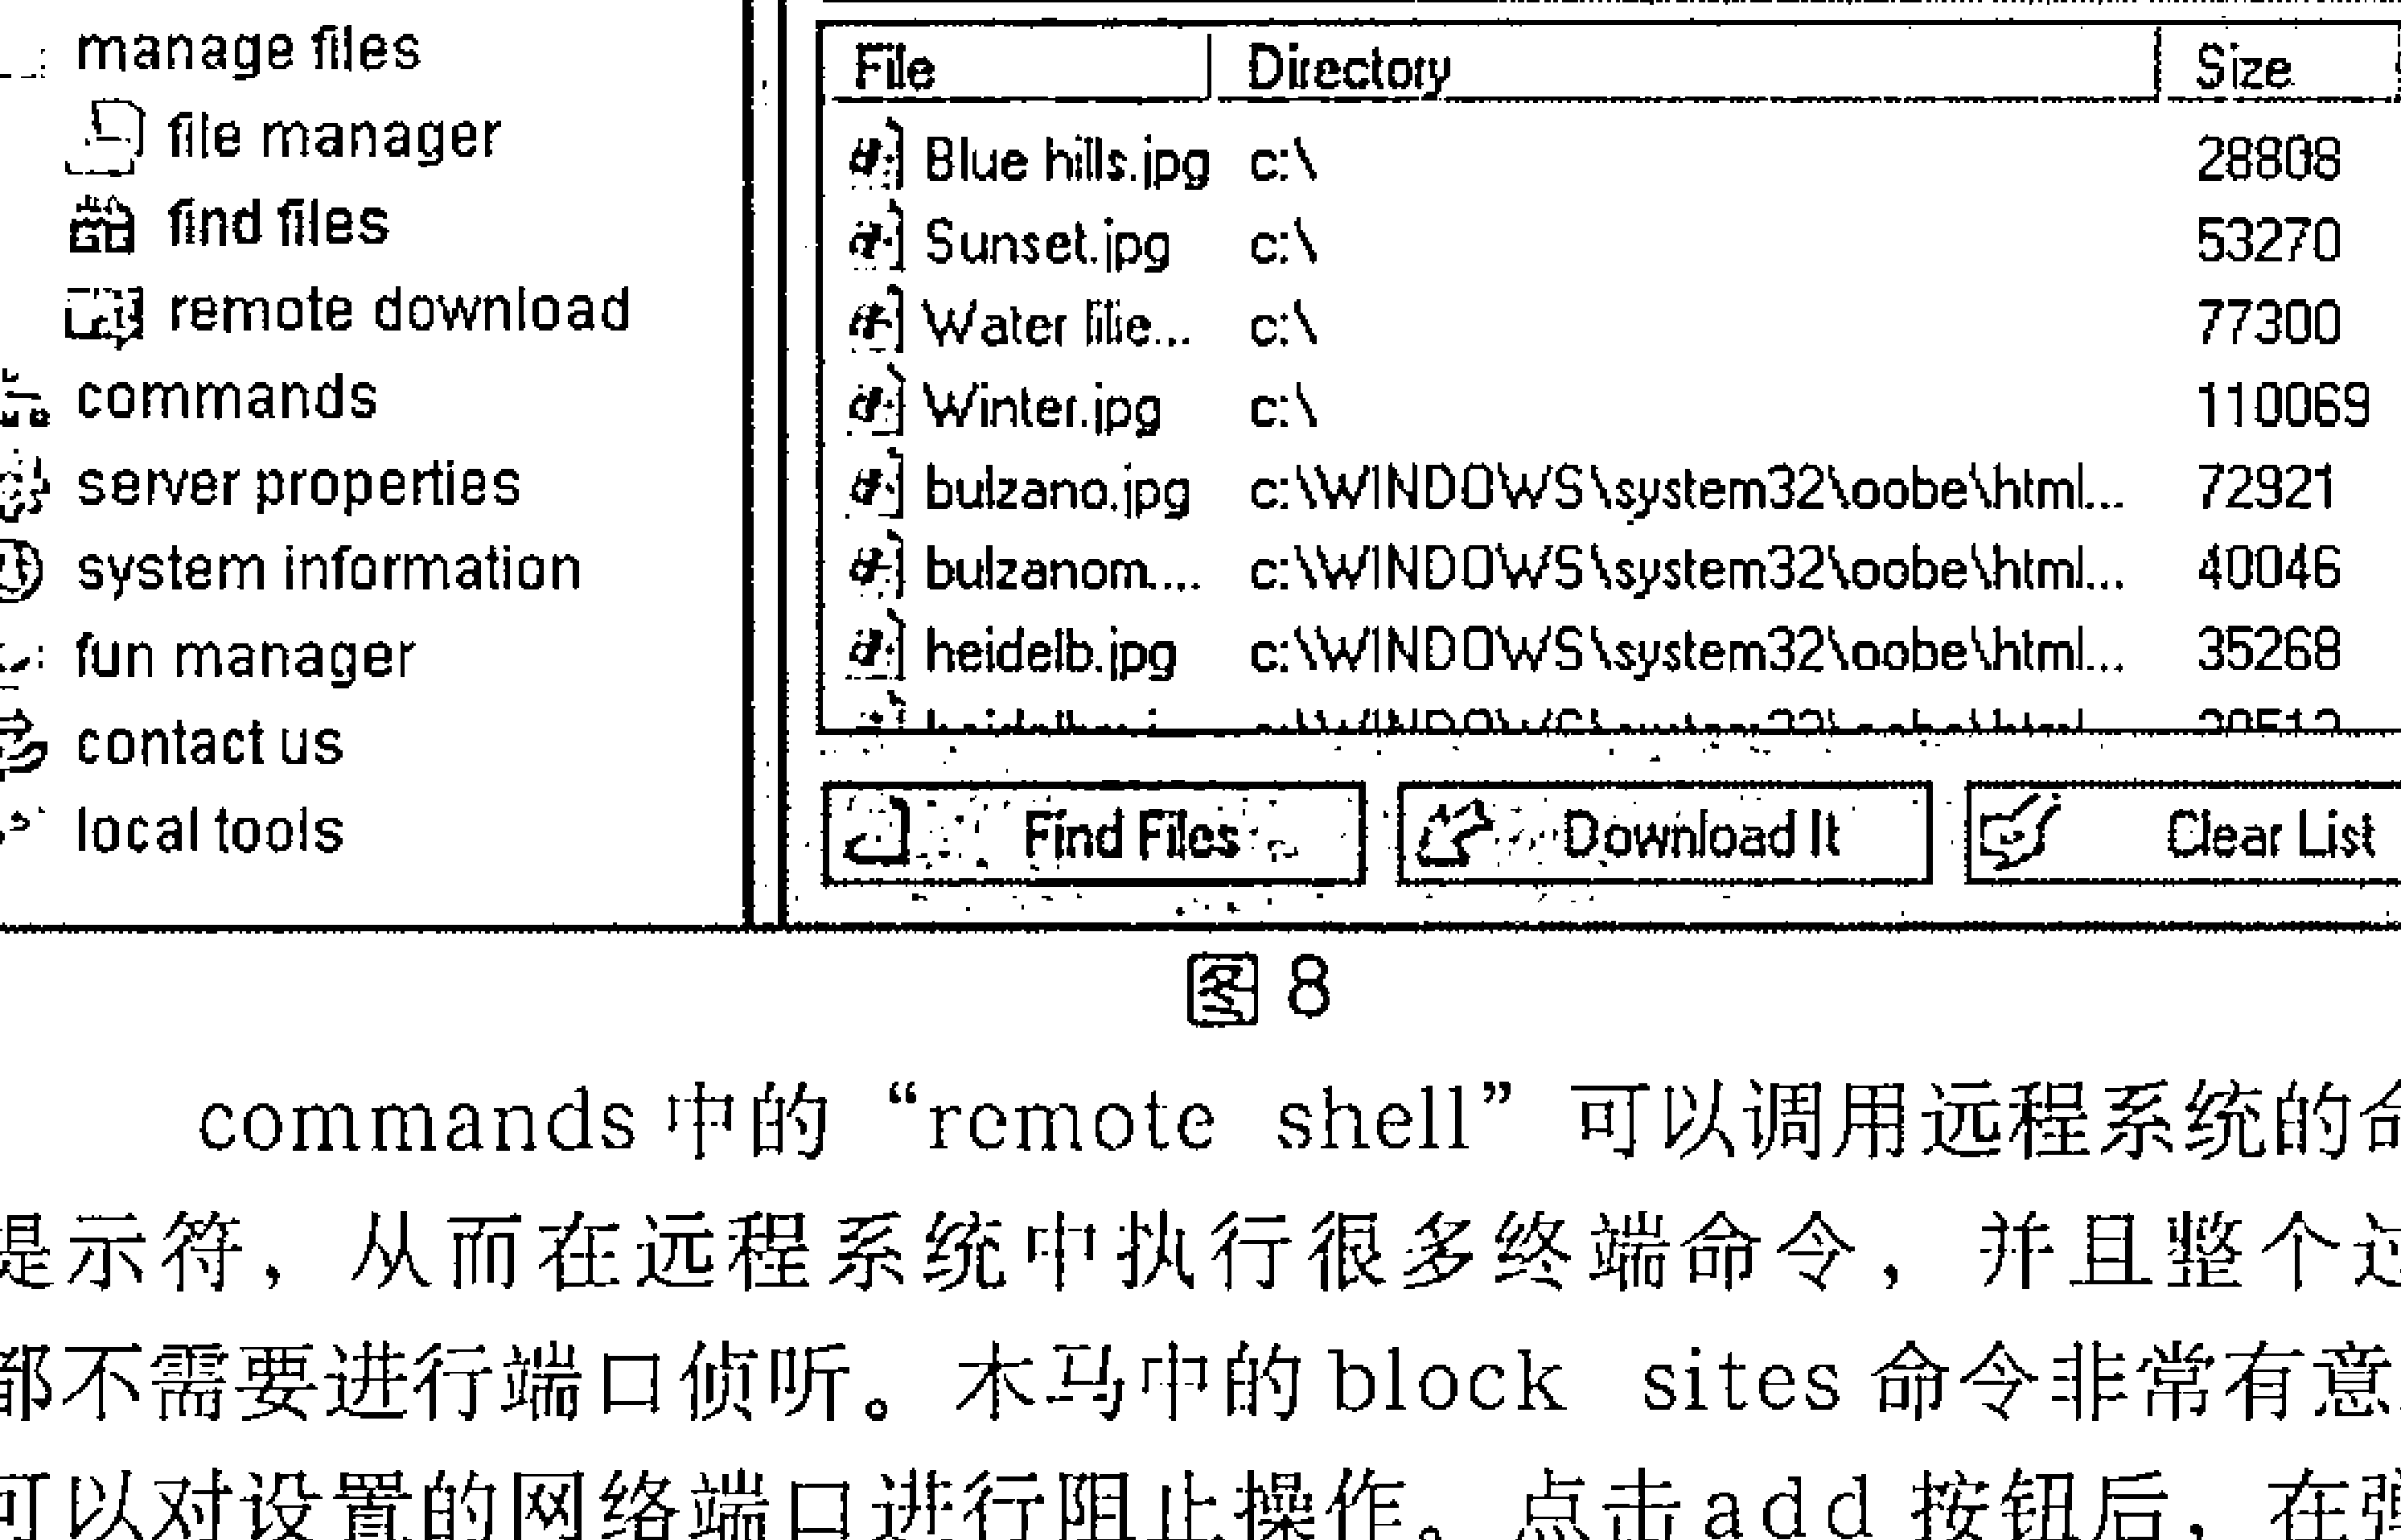 manage files
file manager
find files
remote download
commands
server properties
system information
fun manager
contact us
local tools
File Directory Size
Blue hills.jpg c:\ 28808
Sunset.jpg c:\ 53270
Water lilie... c:\ 77300
Winter.jpg c:\ 110069
bulzano.jpg c:\WINDOWS\system32\oobe\html... 72921
bulzanom.... c:\WINDOWS\system32\oobe\html... 40046
heidelb.jpg c:\WINDOWS\system32\oobe\html... 35268
Find Files Download It Clear List
图 8
commands 中的 “remote shell” 可以调用远程系统的命
提示符，从而在远程系统中执行很多终端命令，并且整个过
都不需要进行端口侦听。木马中的 block sites 命令非常有意
可以对设置的网络端口进行阻止操作。点击 add 按钮后，在弹